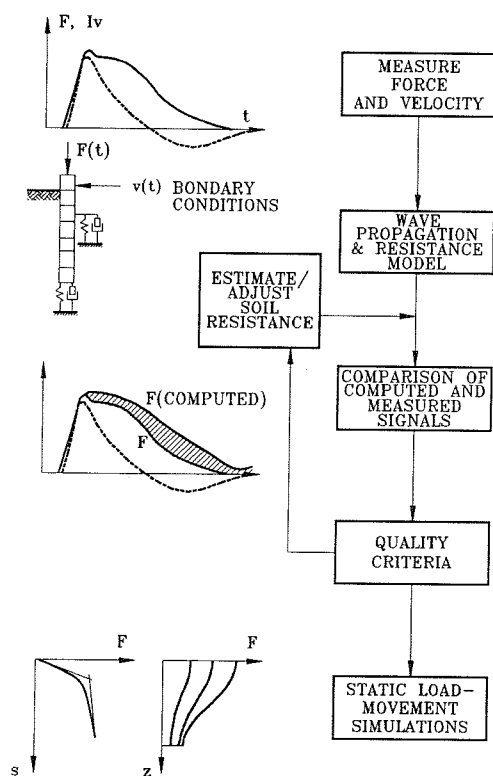 F, Iv
t
F(t)
v(t) BONDARY
CONDITIONS
MEASURE
FORCE
AND VELOCITY
WAVE
PROPAGATION
& RESISTANCE
MODEL
ESTIMATE/
ADJUST
SOIL
RESISTANCE
F(COMPUTED)
F
COMPARISON OF
COMPUTED AND
MEASURED
SIGNALS
QUALITY
CRITERIA
F
s
F
z
STATIC LOAD-
MOVEMENT
SIMULATIONS